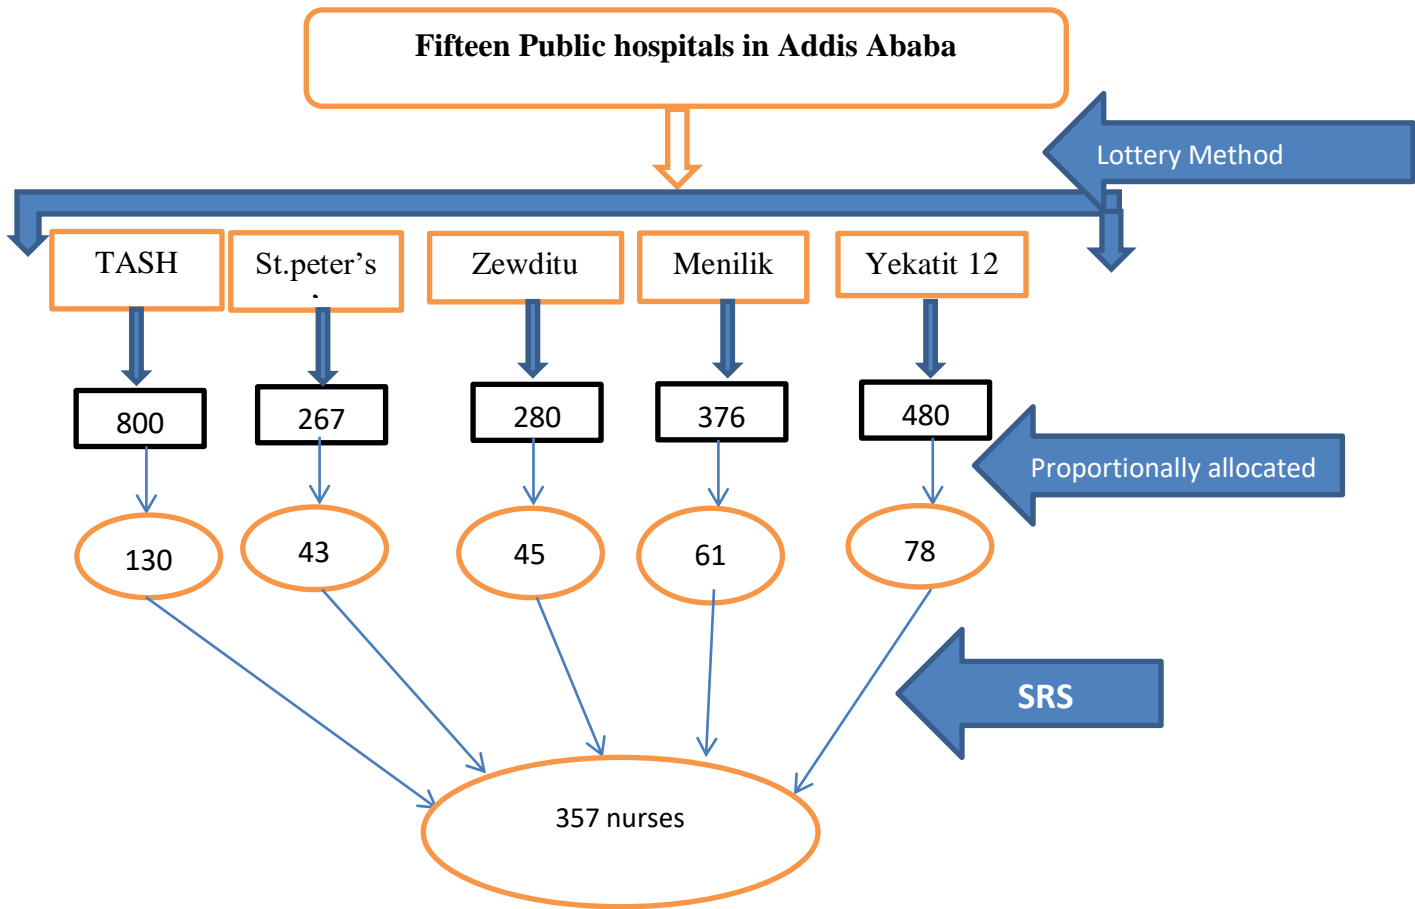 Fifteen Public hospitals in Addis Ababa
Lottery Method
TASH
St.peter’s
Zewditu
Menilik
Yekatit 12
800
267
280
376
480
Proportionally allocated
130
43
45
61
78
SRS
357 nurses